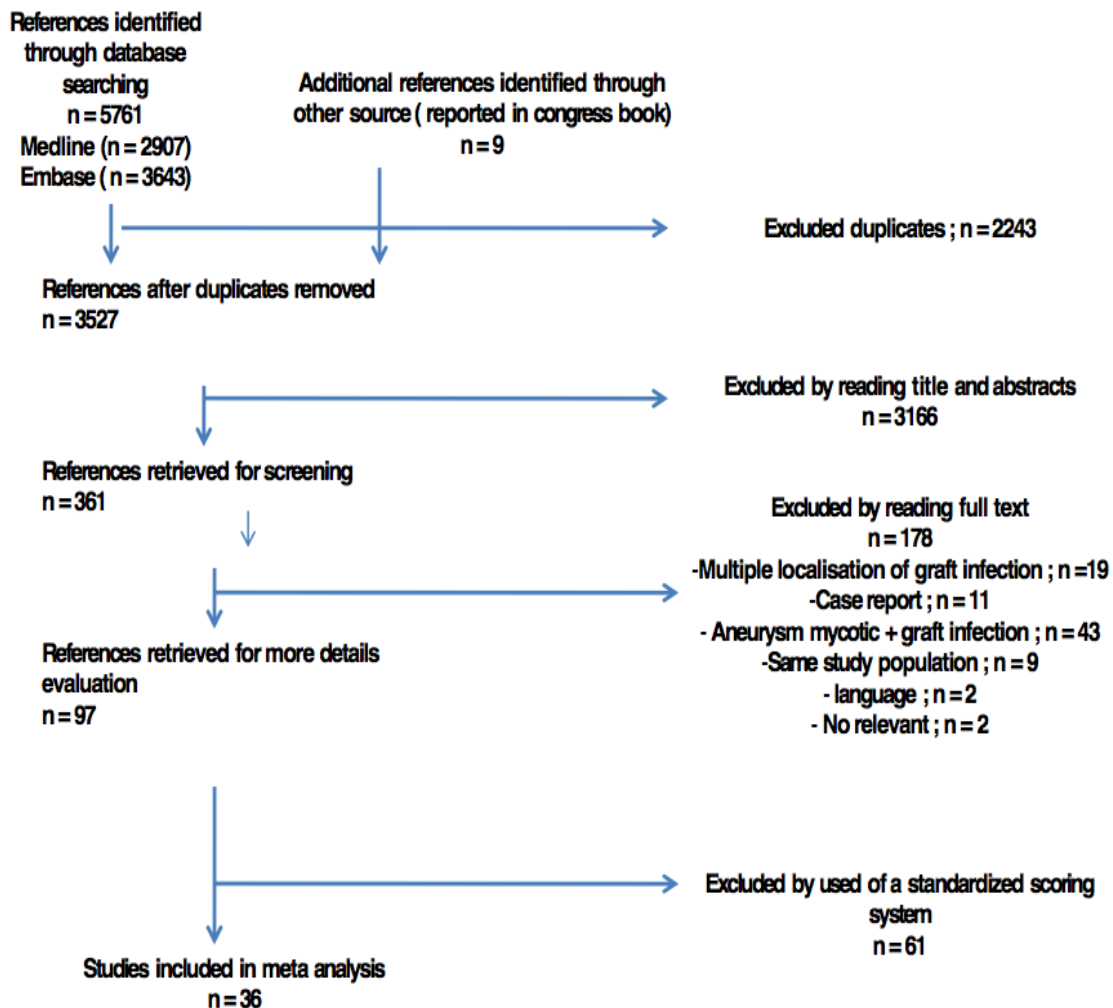 References identified
through database
searching
n = 5761
Medline (n = 2907)
Embase ( n = 3643)
Additional references identified through
other source ( reported in congress book)
n = 9
Excluded duplicates ; n = 2243
References after duplicates removed
n = 3527
Excluded by reading title and abstracts
n = 3166
References retrieved for screening
n = 361
Excluded by reading full text
n = 178
-Multiple localisation of graft infection ; n =19
-Case report ; n = 11
- Aneurysm mycotic + graft infection ; n = 43
-Same study population ; n = 9
- language ; n = 2
- No relevant ; n = 2
References retrieved for more details
evaluation
n = 97
Excluded by used of a standardized scoring
system
n = 61
Studies included in meta analysis
n = 36